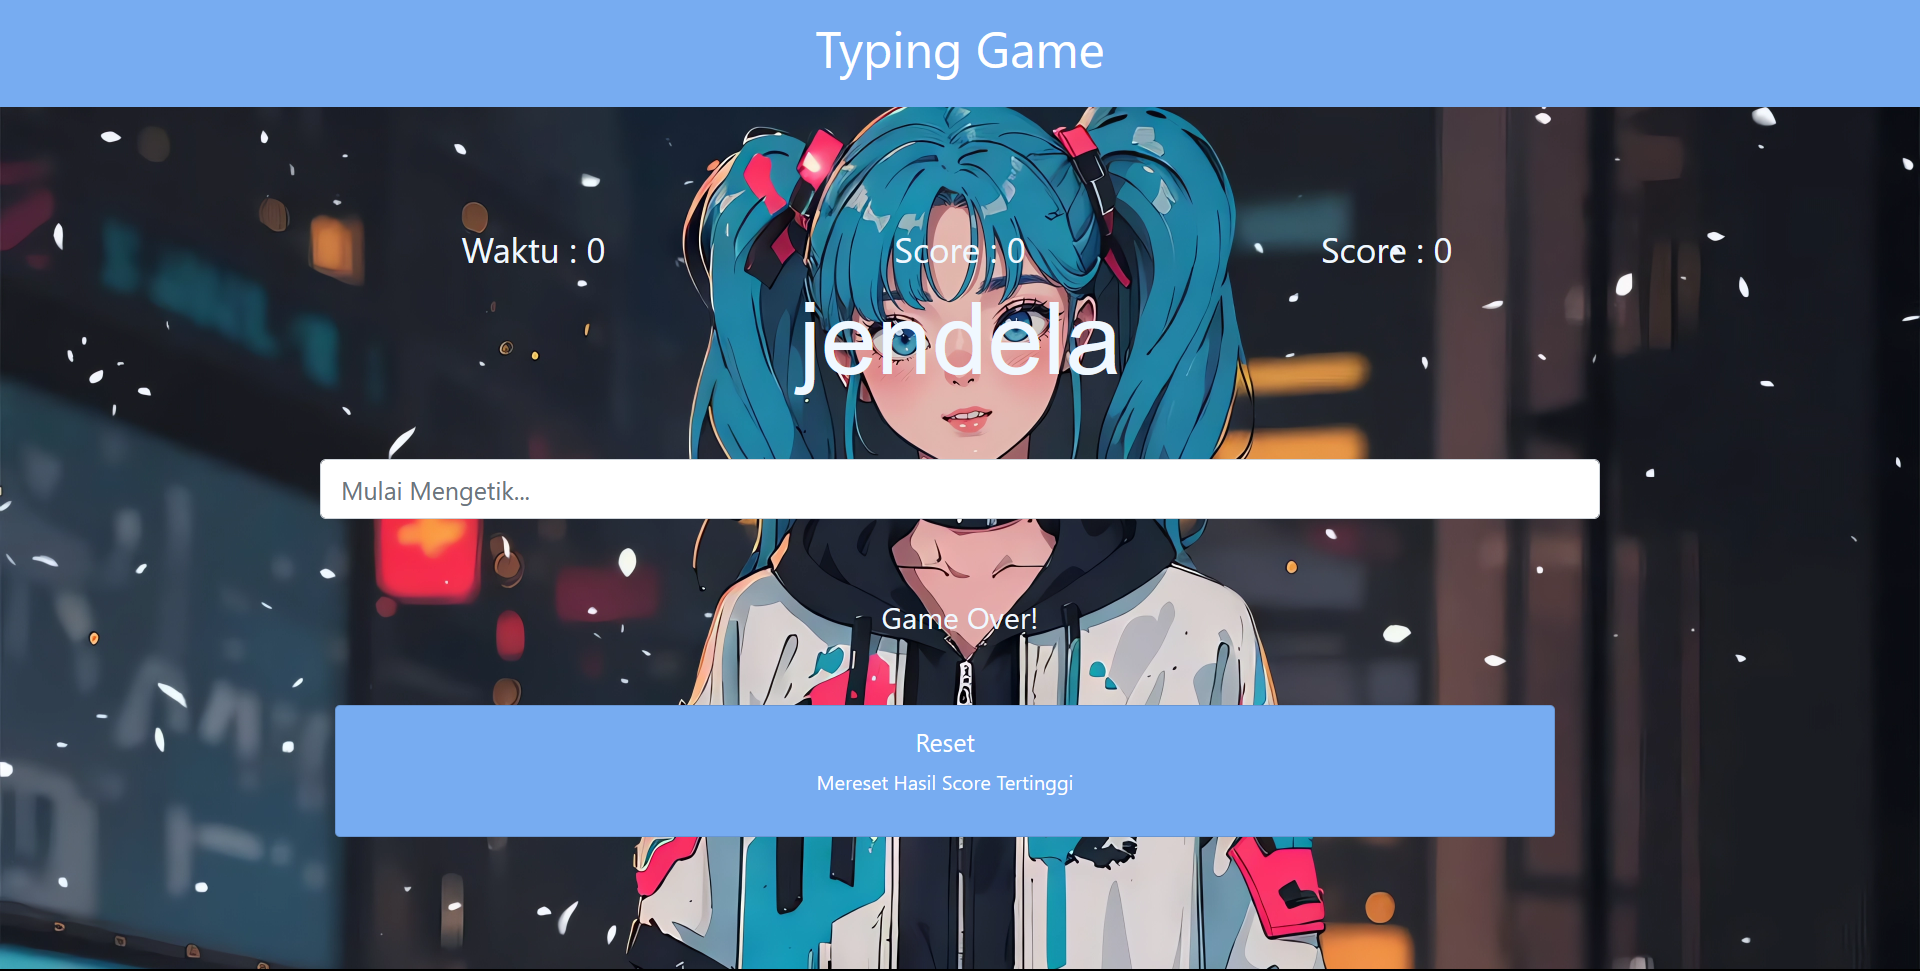 Typing Game
Waktu : 0
Score : 0
Score : 0
jendela
Mulai Mengetik...
Game Over!
Reset
Mereset Hasil Score Tertinggi